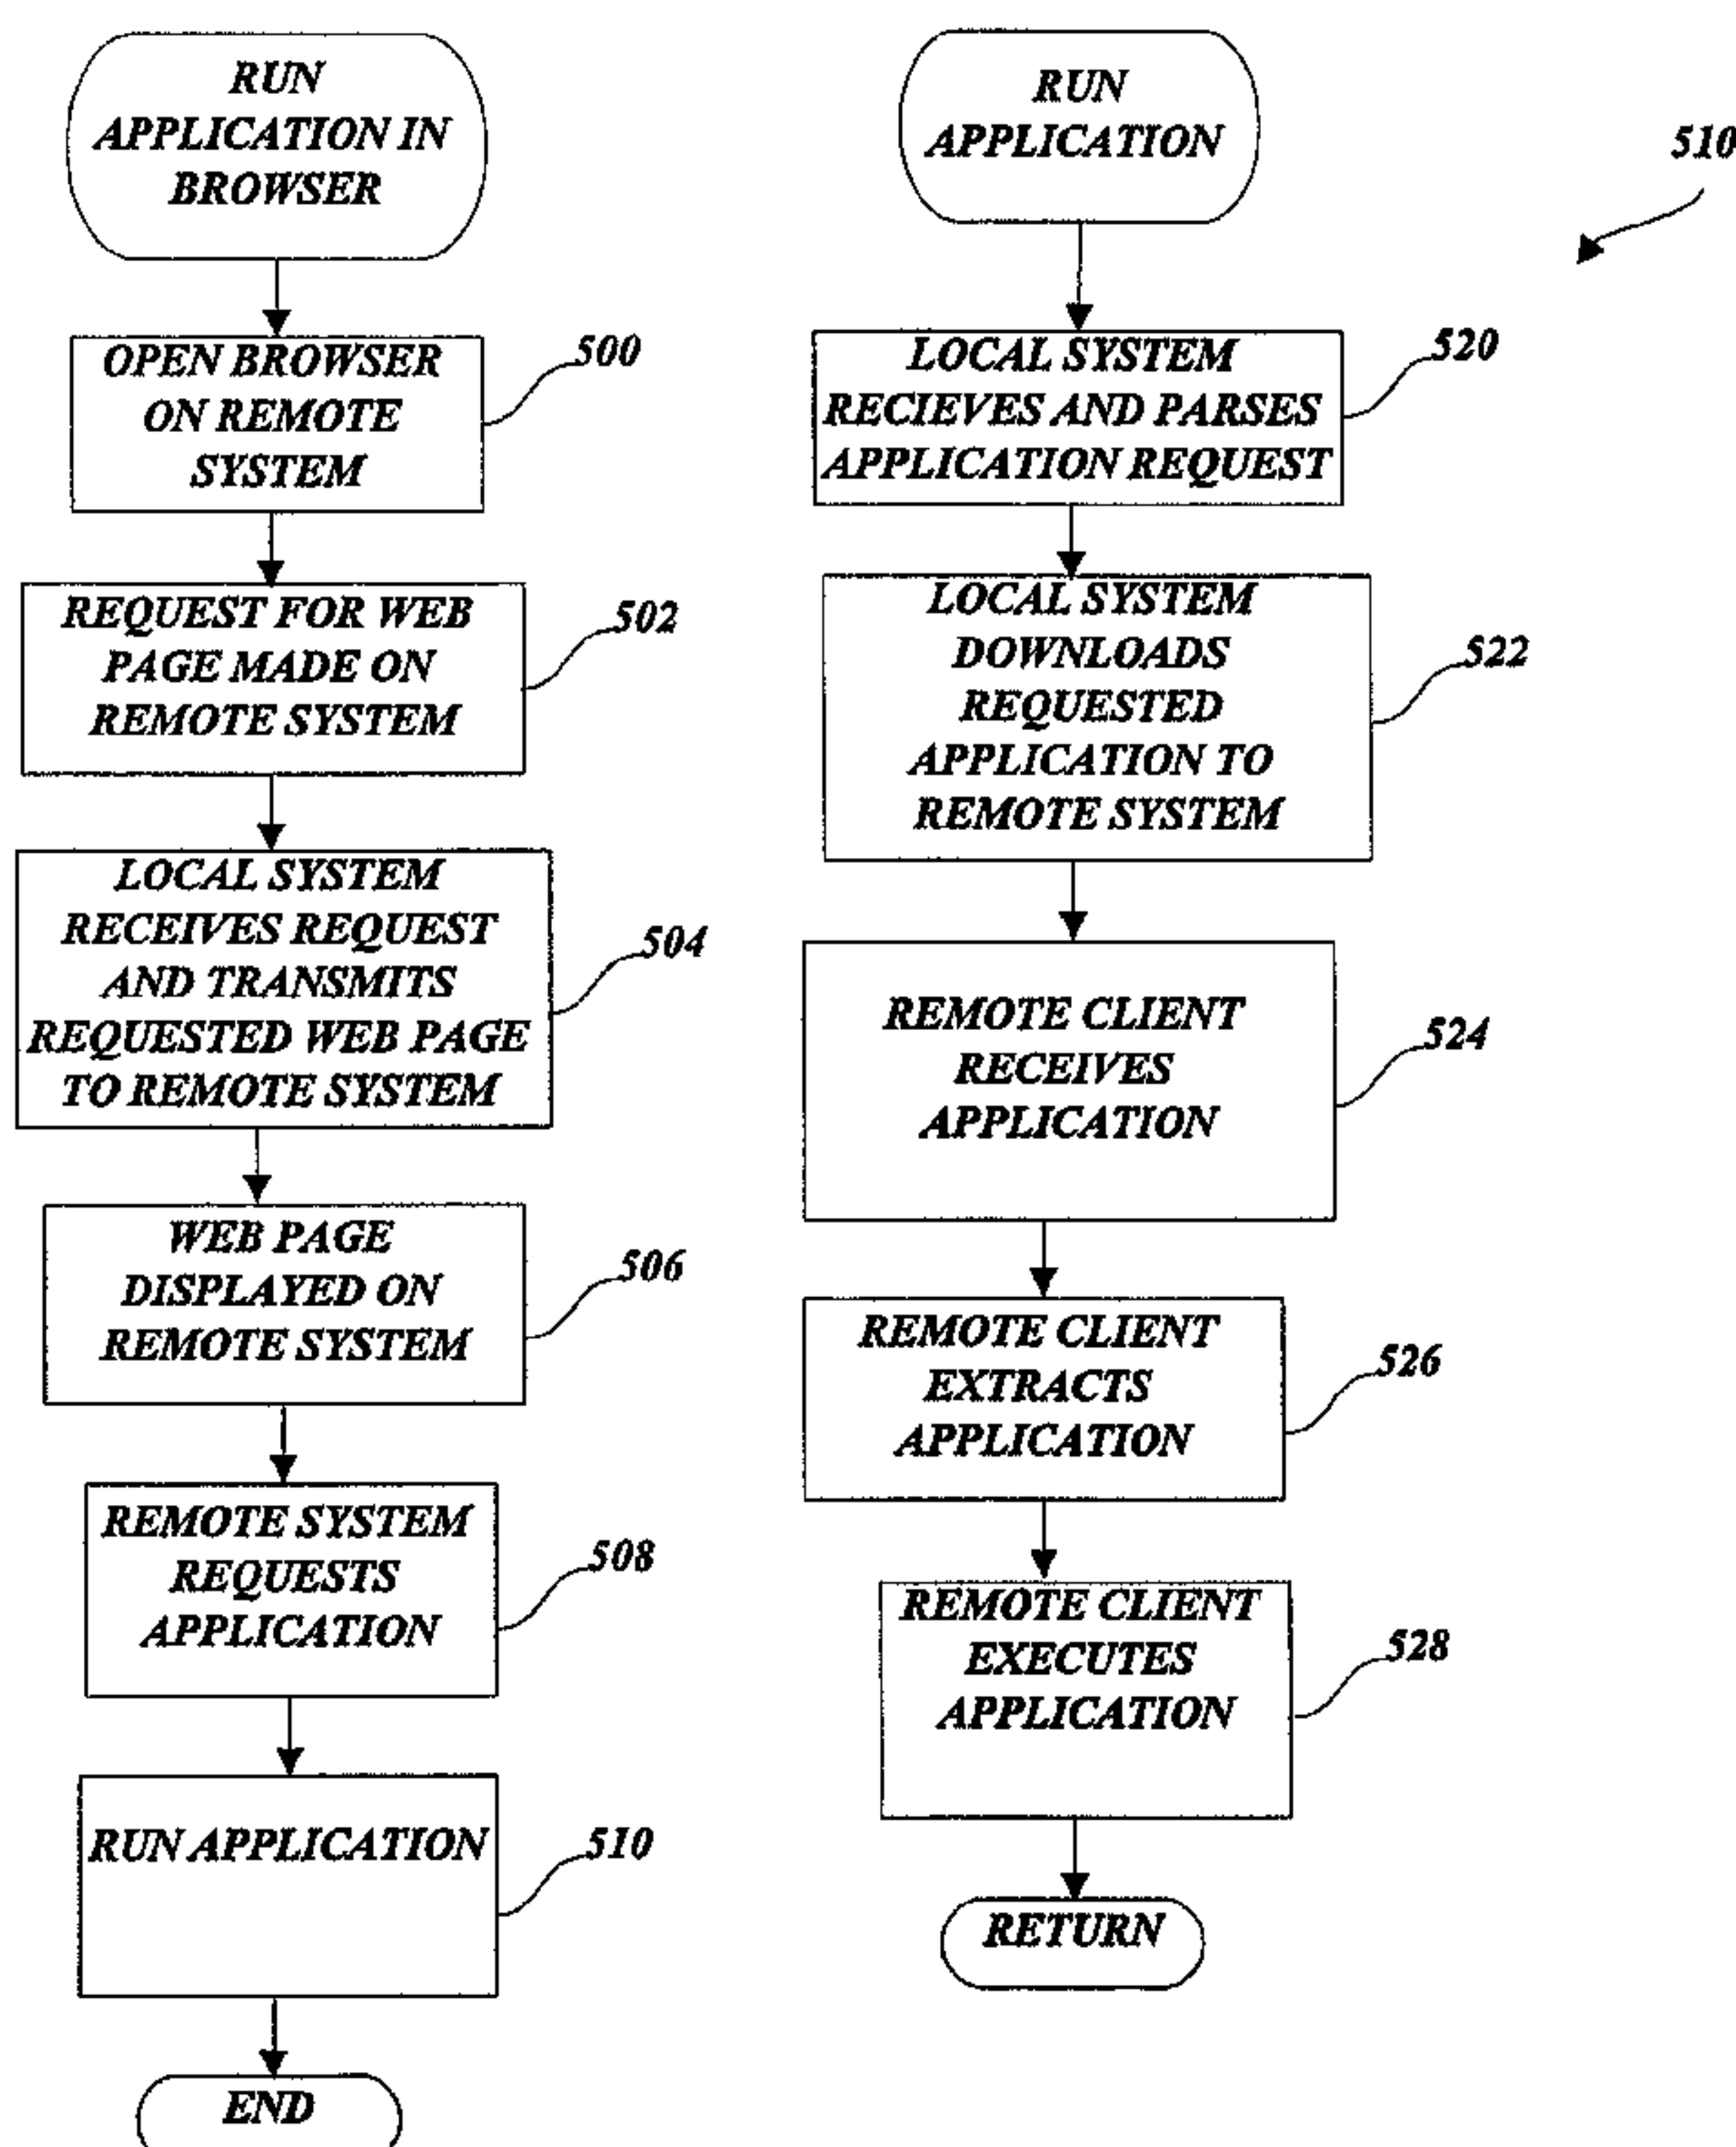 RUN
APPLICATION IN
BROWSER
OPEN BROWSER
ON REMOTE
SYSTEM
500
REQUEST FOR WEB
PAGE MADE ON
REMOTE SYSTEM
502
LOCAL SYSTEM
RECEIVES REQUEST
AND TRANSMITS
REQUESTED WEB PAGE
TO REMOTE SYSTEM
504
WEB PAGE
DISPLAYED ON
REMOTE SYSTEM
506
REMOTE SYSTEM
REQUESTS
APPLICATION
508
RUN APPLICATION
510
END
RUN
APPLICATION
510
LOCAL SYSTEM
RECIEVES AND PARSES
APPLICATION REQUEST
520
LOCAL SYSTEM
DOWNLOADS
REQUESTED
APPLICATION TO
REMOTE SYSTEM
522
REMOTE CLIENT
RECEIVES
APPLICATION
524
REMOTE CLIENT
EXTRACTS
APPLICATION
526
REMOTE CLIENT
EXECUTES
APPLICATION
528
RETURN